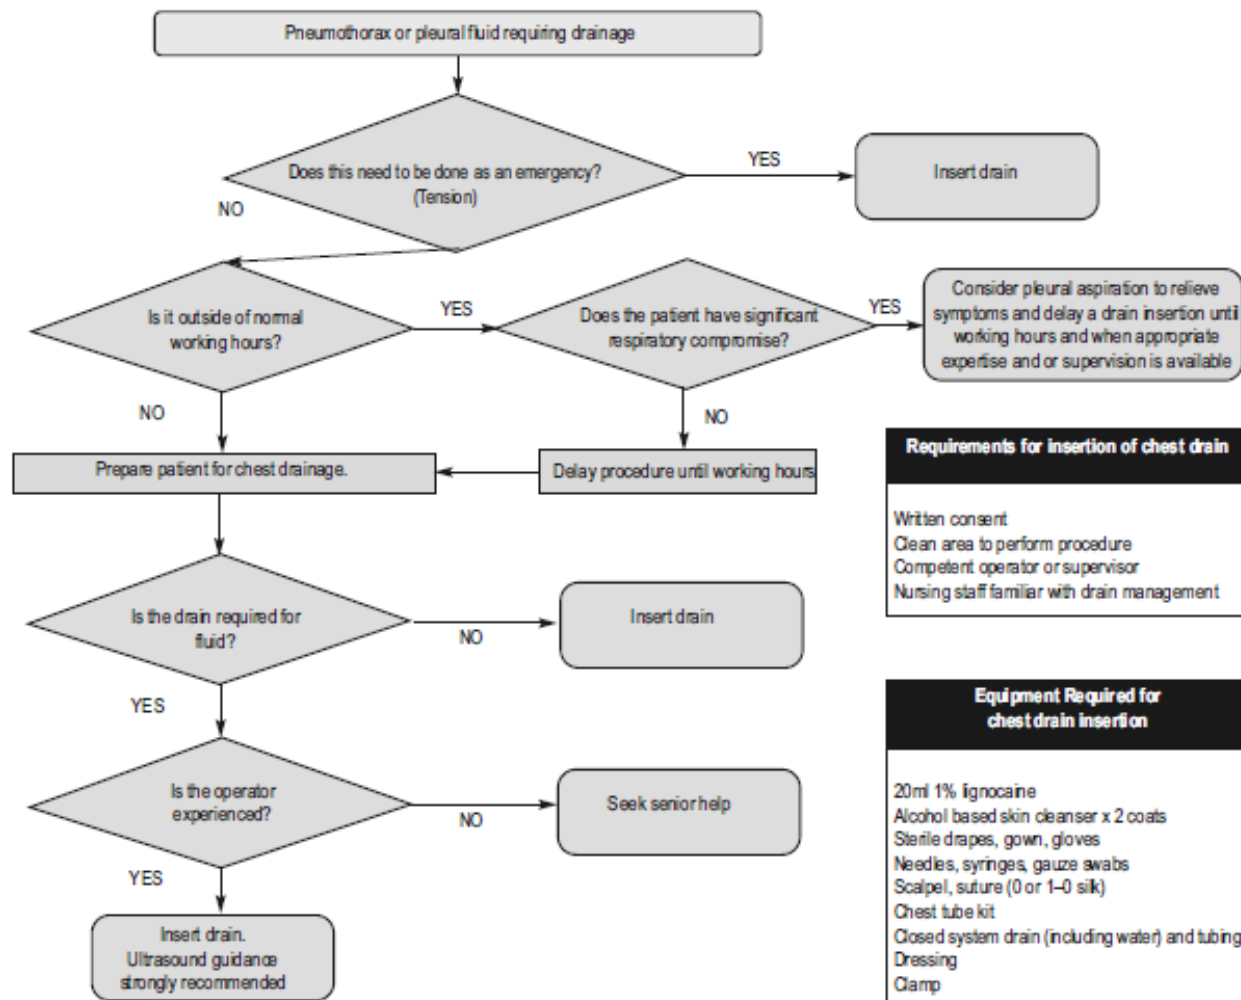 Pneumothorax or pleural fluid requiring drainage
Does this need to be done as an emergency?
(Tension)
YES
Insert drain
NO
Is it outside of normal
working hours?
YES
Does the patient have significant
respiratory compromise?
YES
Consider pleural aspiration to relieve
symptoms and delay a drain insertion until
working hours and when appropriate
expertise and or supervision is available
NO
NO
Prepare patient for chest drainage.
Delay procedure until working hours
Is the drain required for
fluid?
NO
Insert drain
YES
Is the operator
experienced?
NO
Seek senior help
YES
Insert drain.
Ultrasound guidance
strongly recommended
Requirements for insertion of chest drain
Written consent
Clean area to perform procedure
Competent operator or supervisor
Nursing staff familiar with drain management
Equipment Required for
chest drain insertion
20ml 1% lignocaine
Alcohol based skin cleanser x 2 coats
Sterile drapes, gown, gloves
Needles, syringes, gauze swabs
Scalpel, suture (0 or 1–0 silk)
Chest tube kit
Closed system drain (including water) and tubing
Dressing
Clamp